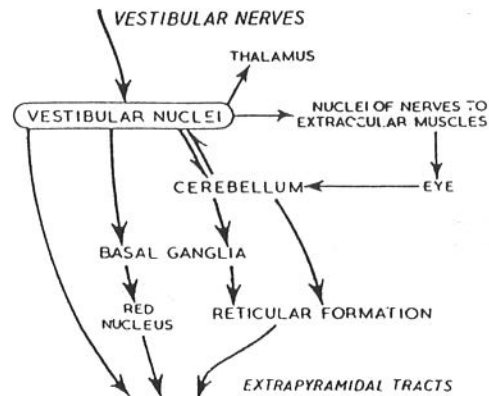 VESTIBULAR NERVES
THALAMUS
VESTIBULAR NUCLEI
NUCLEI OF NERVES TO
EXTRACCULAR MUSCLES
CEREBELLUM
EYE
BASAL GANGLIA
RED
NUCLEUS
RETICULAR FORMATION
EXTRAPYRAMIDAL TRACTS